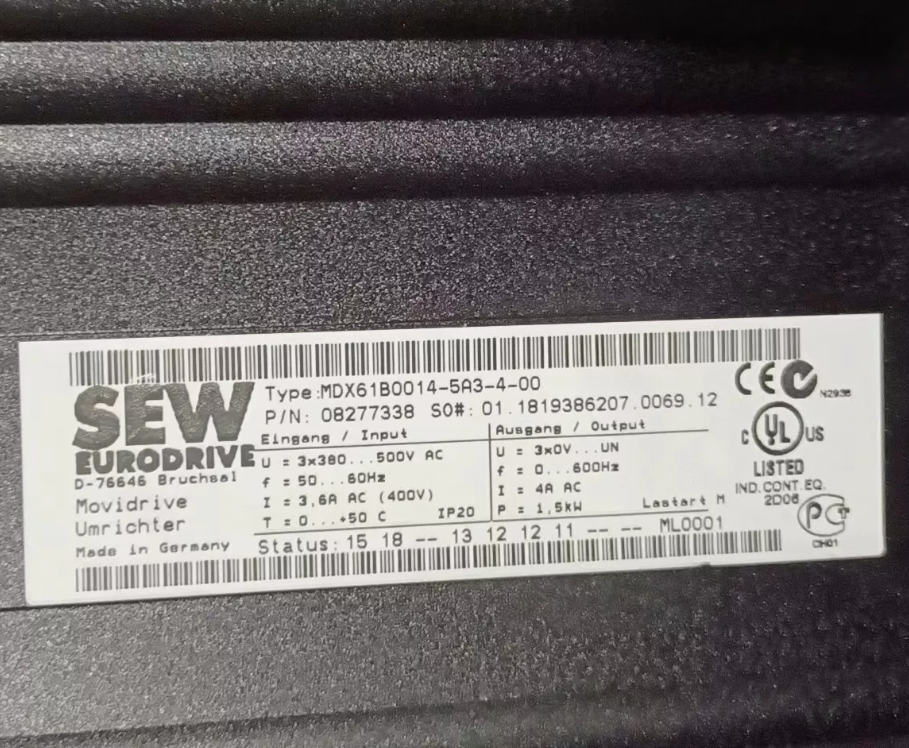 SEW
EURODRIVE
D-76646 Bruchsal
Movidrive
Umrichter
Made in Germany
Type:MDX61B0014-5A3-4-00
P/N: 08277338 SO#: 01.1819386207.0069.12
Eingang / Input
U = 3x380...500V AC
f = 50...60Hz
I = 3,6A AC (400V)
T = 0...+50 C IP20
Ausgang / Output
U = 3x0V...UN
f = 0...600Hz
I = 4A AC
P = 1,5kW Lastart M
Status: 15 18 -- 13 12 12 11 -- -- ML0001
CE
N2936
C UL US
LISTED
IND.CONT.EQ.
2D06